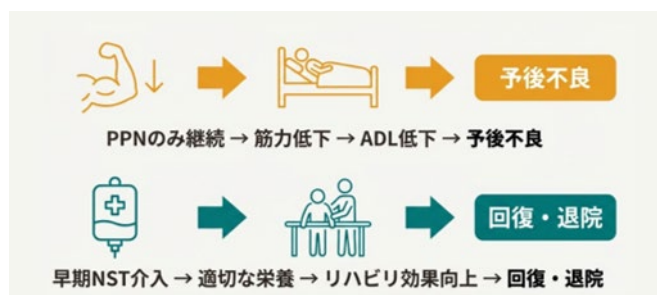 予後不良
PPNのみ継続 → 筋力低下 → ADL低下 → 予後不良
回復・退院
早期NST介入 → 適切な栄養 → リハビリ効果向上 → 回復・退院